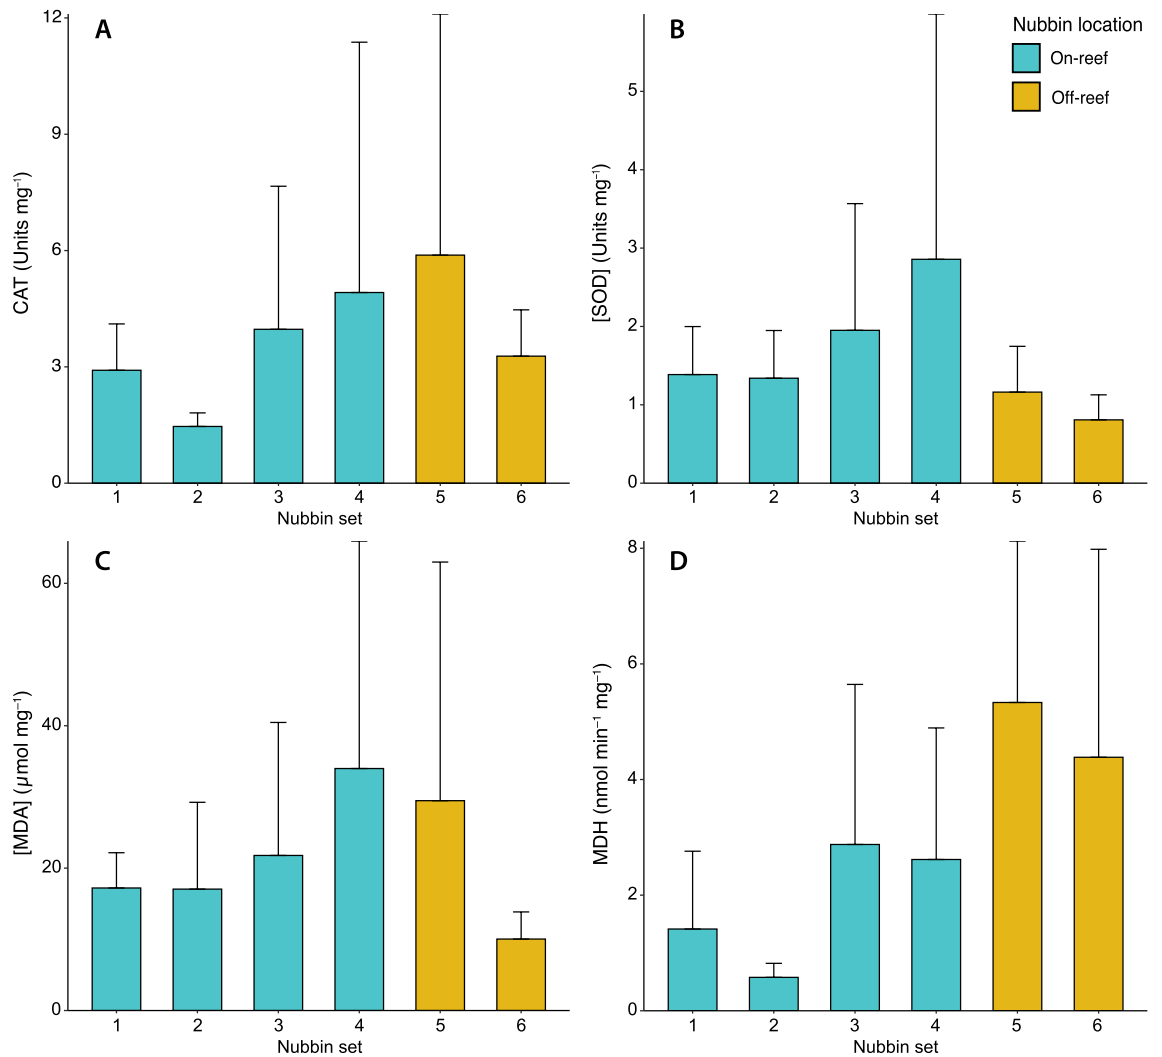 A
12
9
6
3
0
CAT (Units mg⁻¹)
1 2 3 4 5 6
Nubbin set
B
5
4
3
2
1
0
[SOD] (Units mg⁻¹)
1 2 3 4 5 6
Nubbin set
Nubbin location
On-reef
Off-reef
C
60
40
20
0
[MDA] (µmol mg⁻¹)
1 2 3 4 5 6
Nubbin set
D
8
6
4
2
0
MDH (nmol min⁻¹ mg⁻¹)
1 2 3 4 5 6
Nubbin set